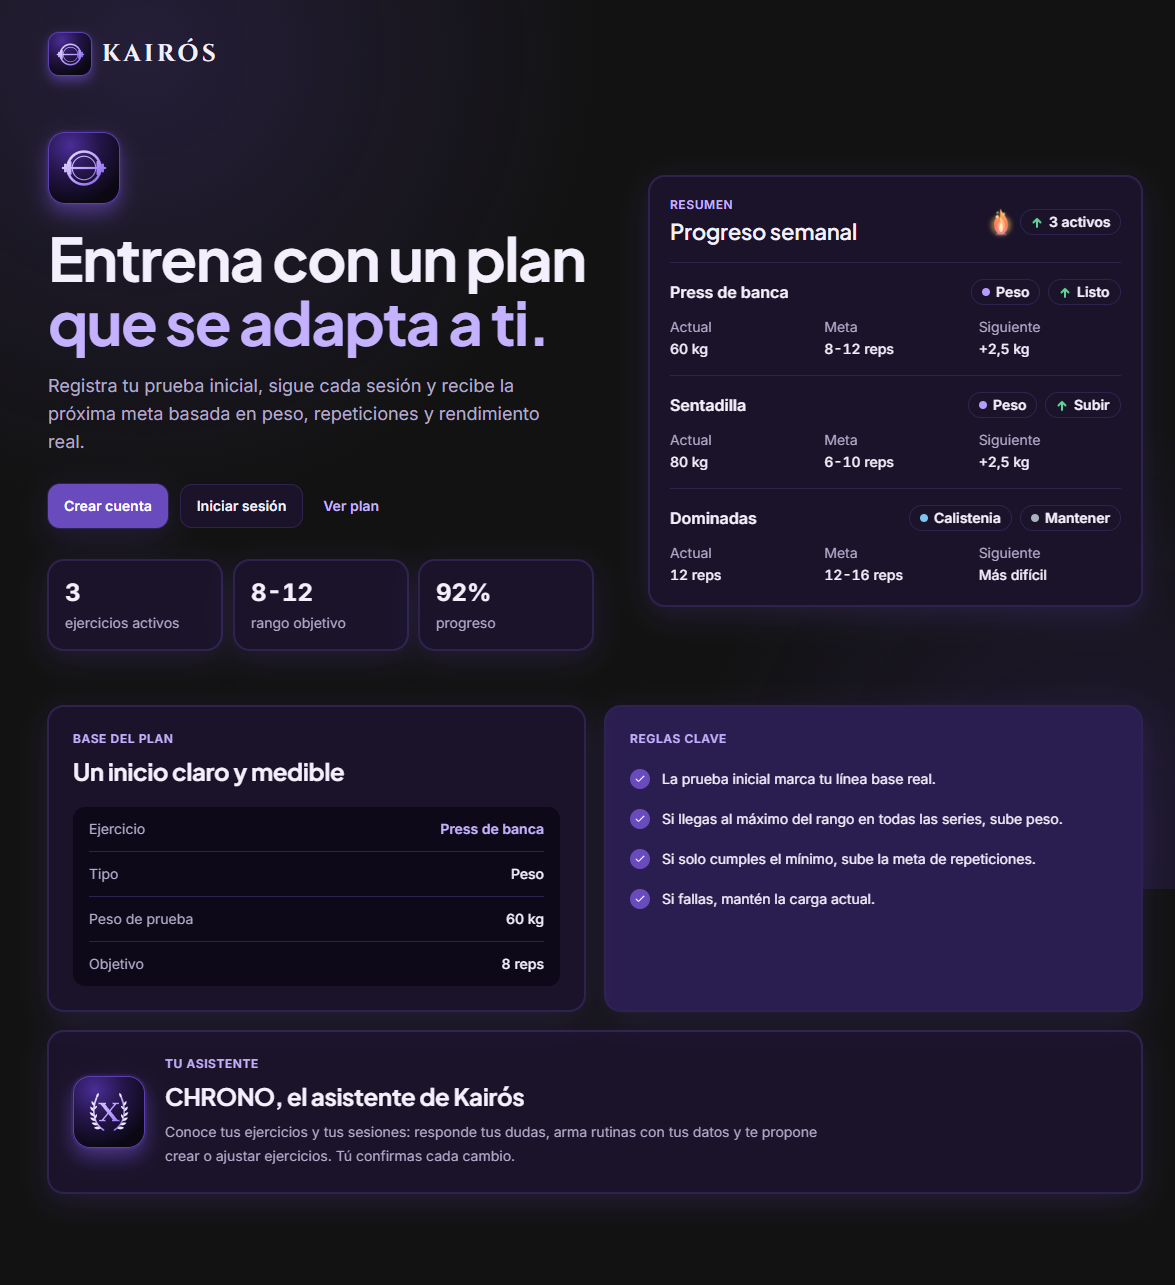 KAIRÓS
Entrena con un plan
que se adapta a ti.
Registra tu prueba inicial, sigue cada sesión y recibe la
próxima meta basada en peso, repeticiones y rendimiento
real.
Crear cuenta
Iniciar sesión
Ver plan
3
ejercicios activos
8-12
rango objetivo
92%
progreso
RESUMEN
Progreso semanal
3 activos
Press de banca
Peso
Listo
Actual Meta Siguiente
60 kg 8-12 reps +2,5 kg
Sentadilla
Peso
Subir
Actual Meta Siguiente
80 kg 6-10 reps +2,5 kg
Dominadas
Calistenia
Mantener
Actual Meta Siguiente
12 reps 12-16 reps Más difícil
BASE DEL PLAN
Un inicio claro y medible
Ejercicio Press de banca
Tipo Peso
Peso de prueba 60 kg
Objetivo 8 reps
REGLAS CLAVE
La prueba inicial marca tu línea base real.
Si llegas al máximo del rango en todas las series, sube peso.
Si solo cumples el mínimo, sube la meta de repeticiones.
Si fallas, mantén la carga actual.
X
TU ASISTENTE
CHRONO, el asistente de Kairós
Conoce tus ejercicios y tus sesiones: responde tus dudas, arma rutinas con tus datos y te propone
crear o ajustar ejercicios. Tú confirmas cada cambio.